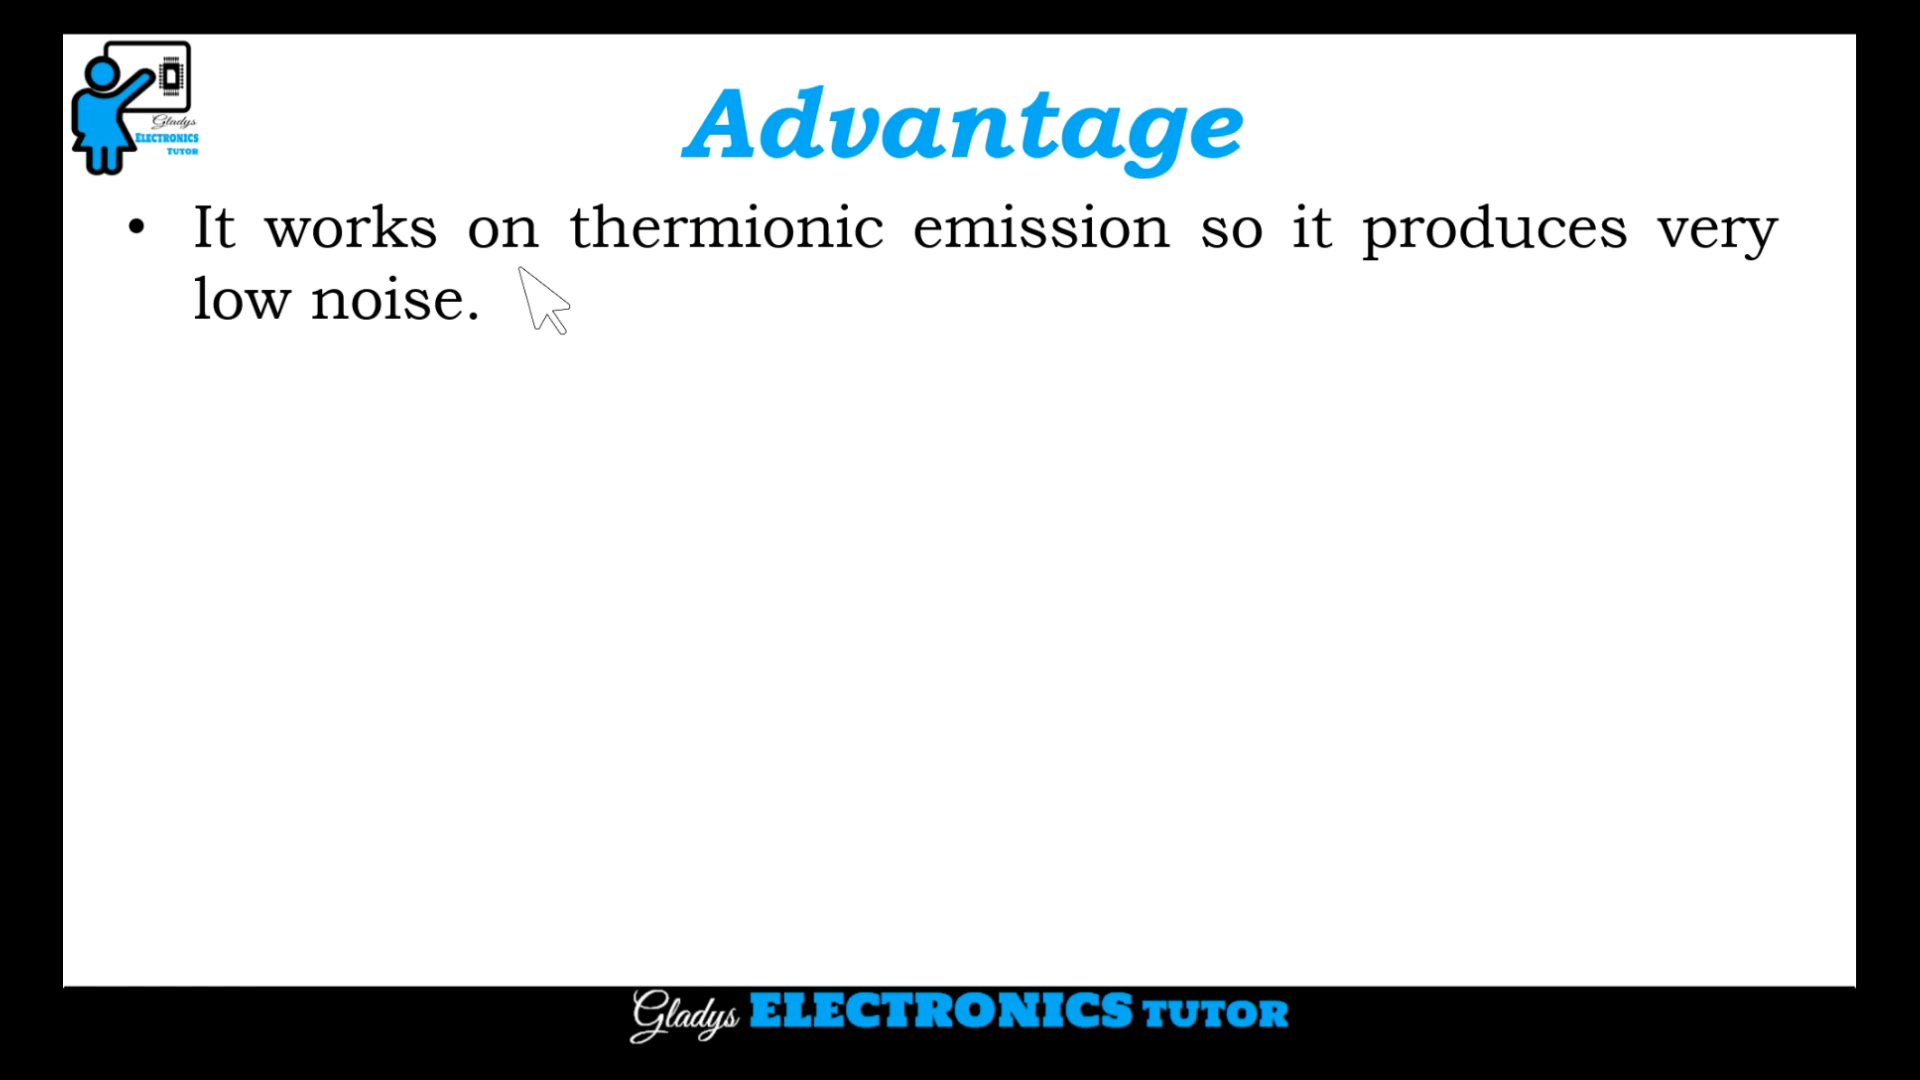 Gladys
ELECTRONICS
TUTOR
Advantage
• It works on thermionic emission so it produces very
low noise.
Gladys ELECTRONICS TUTOR